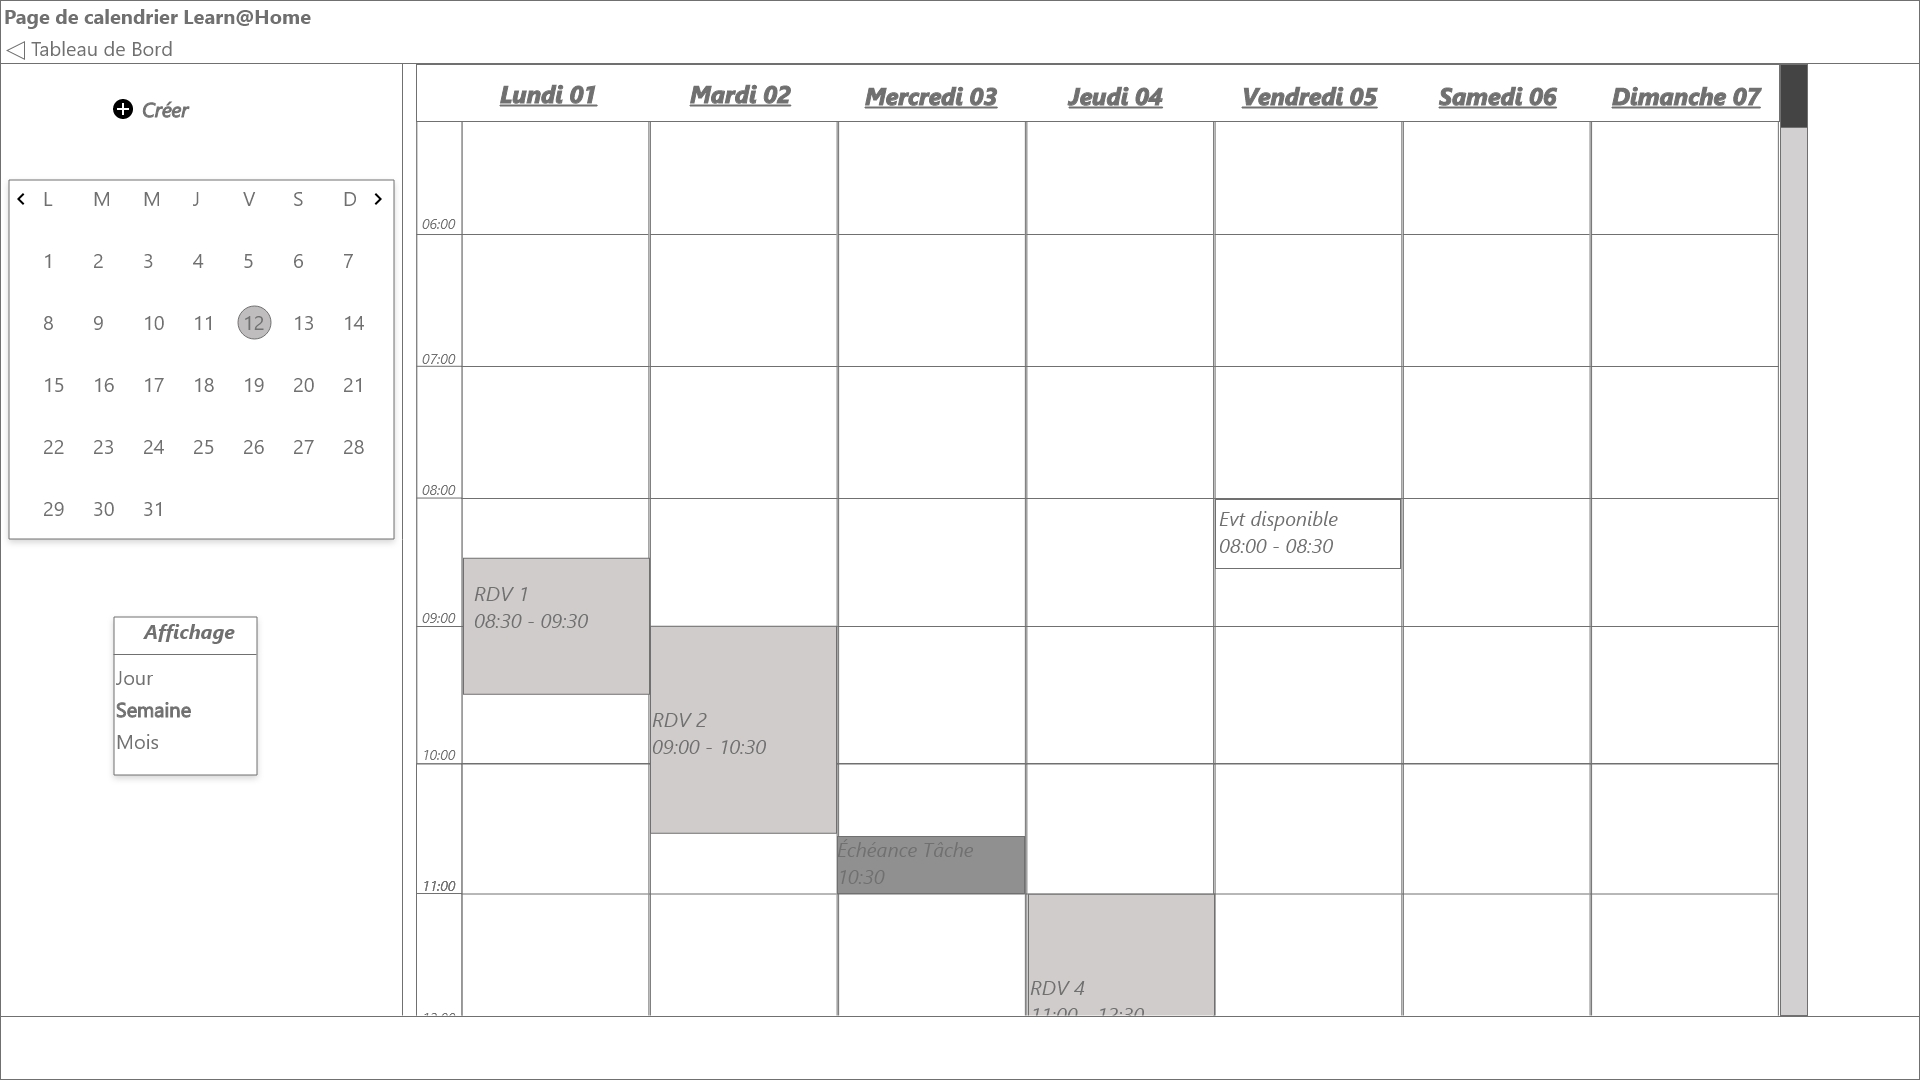 Page de calendrier Learn@Home
Tableau de Bord
Créer
L M M J V S D
1 2 3 4 5 6 7
8 9 10 11 12 13 14
15 16 17 18 19 20 21
22 23 24 25 26 27 28
29 30 31
Affichage
Jour
Semaine
Mois
Lundi 01 Mardi 02 Mercredi 03 Jeudi 04 Vendredi 05 Samedi 06 Dimanche 07
06:00
07:00
08:00
Evt disponible
08:00 - 08:30
RDV 1
08:30 - 09:30
09:00
RDV 2
09:00 - 10:30
10:00
Échéance Tâche
10:30
11:00
RDV 4
11:00 - 12:30